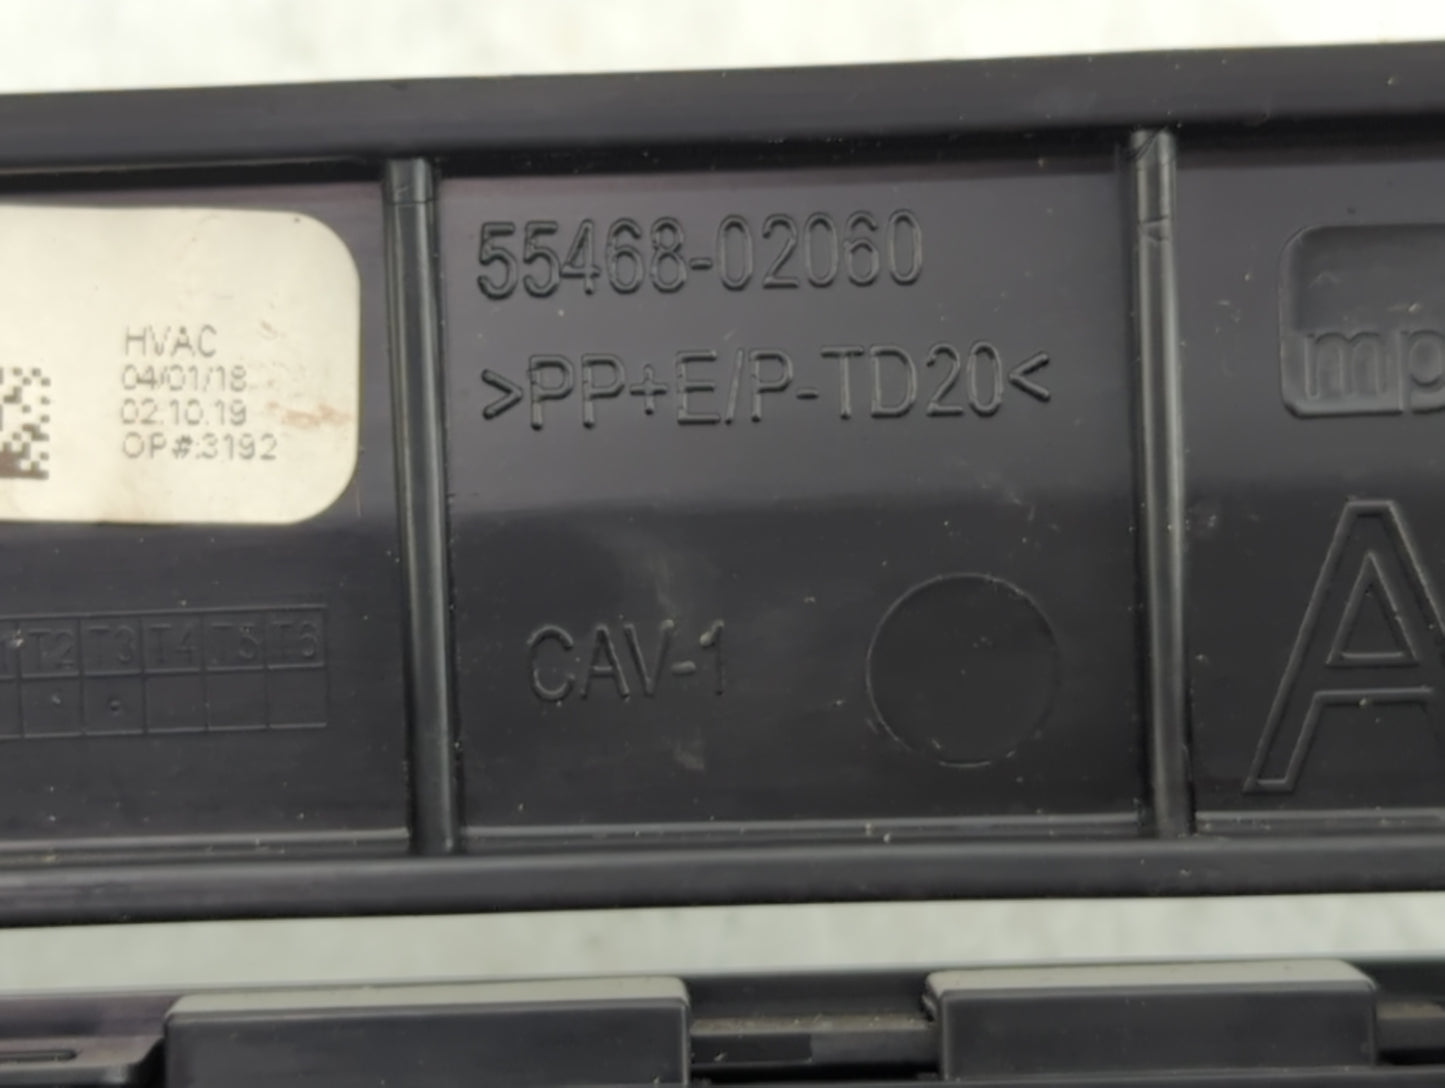 55468-02060
>PP+E/P-TD20<
HVAC
04/01/18
02.10.19
OP#:3192
mp
T2 T3 T4 T5 T6
CAV-1
A